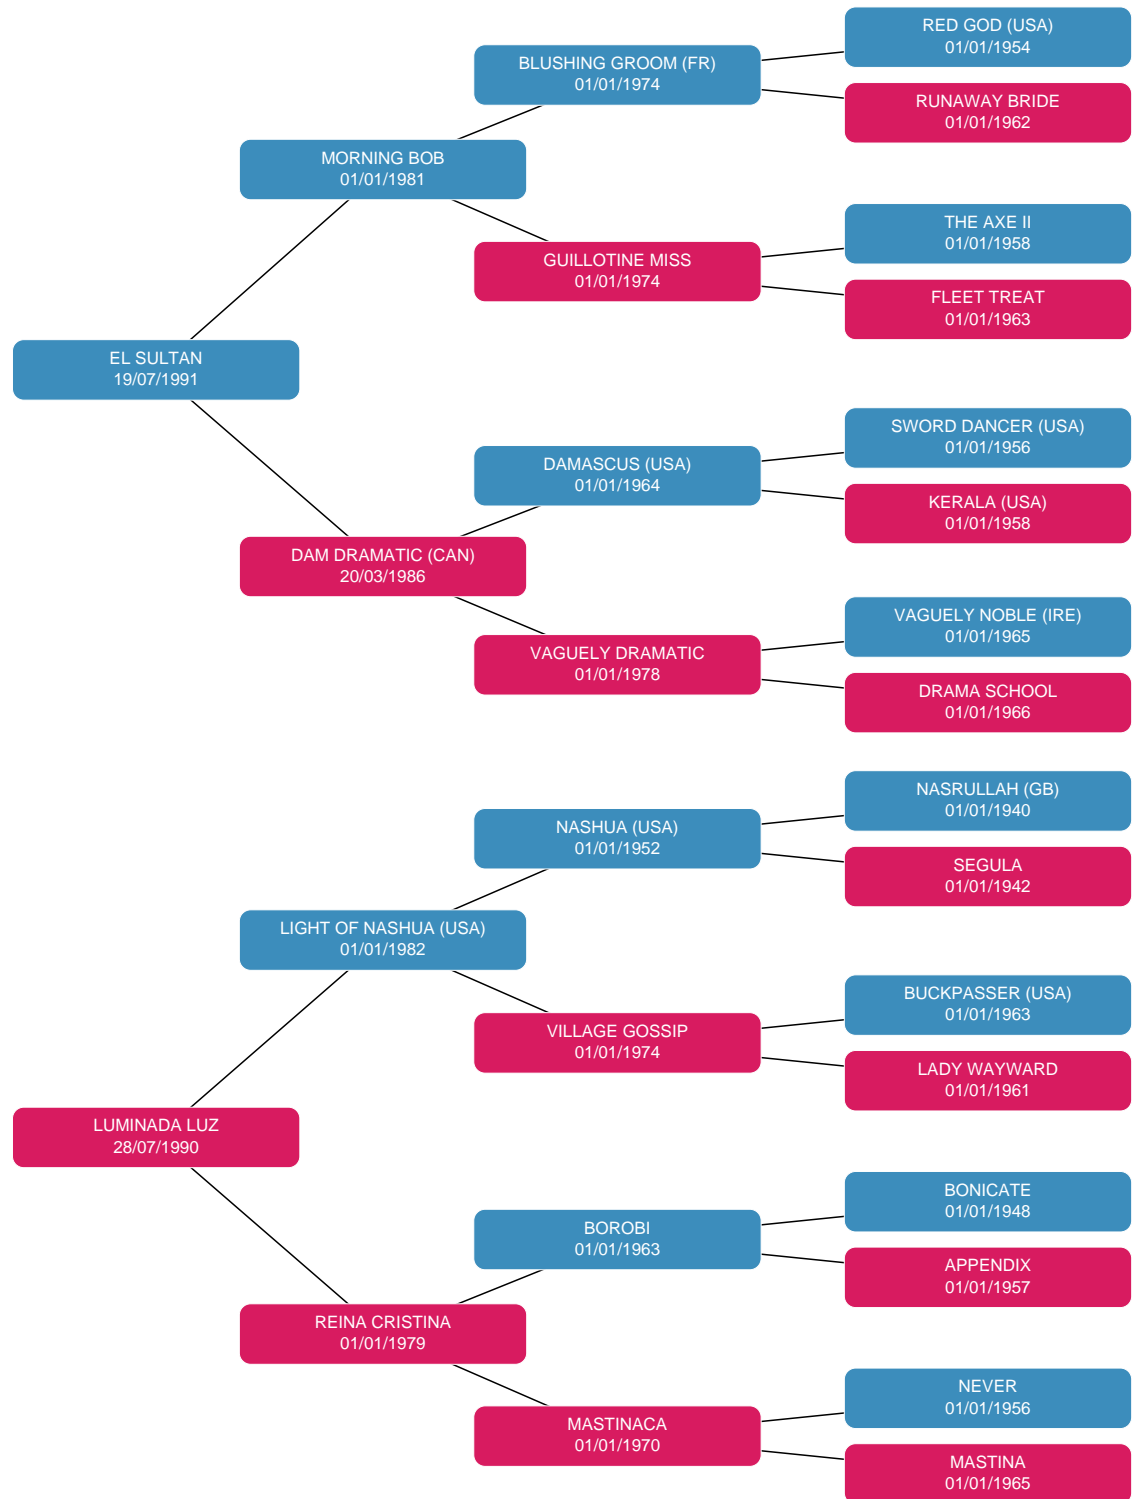 RED GOD (USA)
01/01/1954
BLUSHING GROOM (FR)
01/01/1974
RUNAWAY BRIDE
01/01/1962
MORNING BOB
01/01/1981
THE AXE II
01/01/1958
GUILLOTINE MISS
01/01/1974
FLEET TREAT
01/01/1963
EL SULTAN
19/07/1991
SWORD DANCER (USA)
01/01/1956
DAMASCUS (USA)
01/01/1964
KERALA (USA)
01/01/1958
DAM DRAMATIC (CAN)
20/03/1986
VAGUELY NOBLE (IRE)
01/01/1965
VAGUELY DRAMATIC
01/01/1978
DRAMA SCHOOL
01/01/1966
NASRULLAH (GB)
01/01/1940
NASHUA (USA)
01/01/1952
SEGULA
01/01/1942
LIGHT OF NASHUA (USA)
01/01/1982
BUCKPASSER (USA)
01/01/1963
VILLAGE GOSSIP
01/01/1974
LADY WAYWARD
01/01/1961
LUMINADA LUZ
28/07/1990
BONICATE
01/01/1948
BOROBI
01/01/1963
APPENDIX
01/01/1957
REINA CRISTINA
01/01/1979
NEVER
01/01/1956
MASTINACA
01/01/1970
MASTINA
01/01/1965